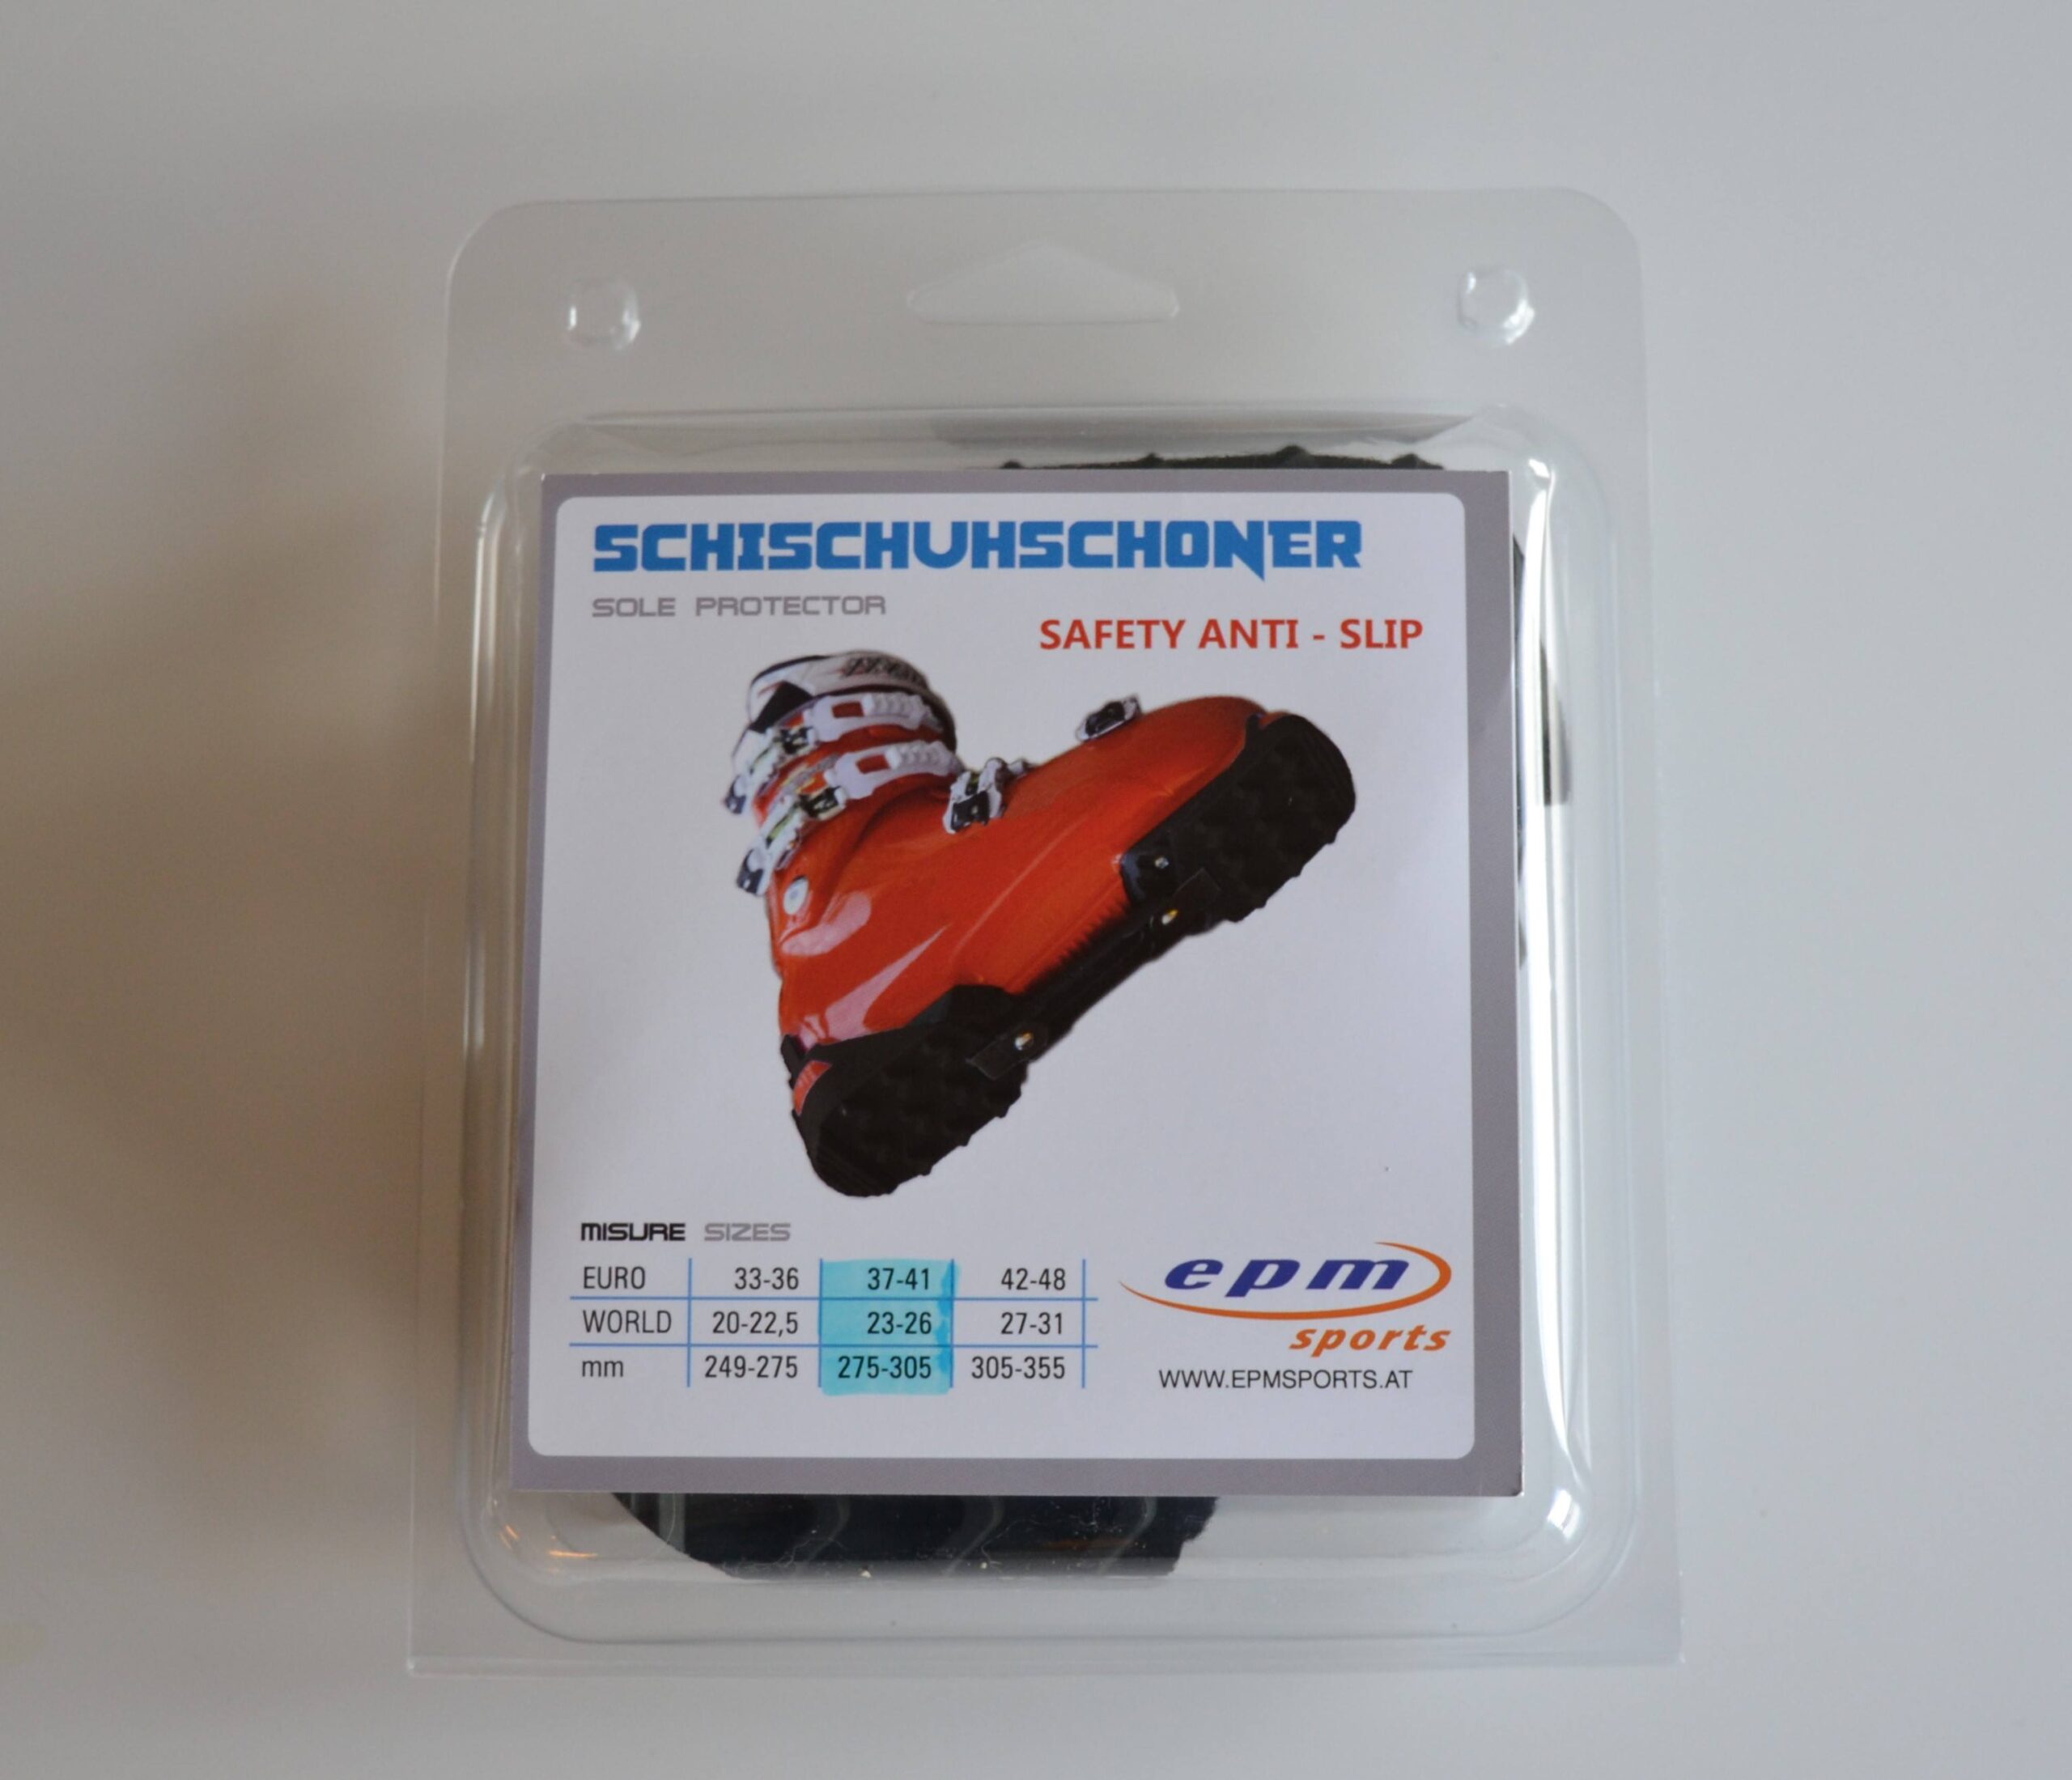 SCHISCHUHSCHONER
SOLE PROTECTOR
SAFETY ANTI - SLIP
MISURE SIZES
EURO 33-36 37-41 42-48
WORLD 20-22,5 23-26 27-31
mm 249-275 275-305 305-355
epm
sports
WWW.EPMSPORTS.AT